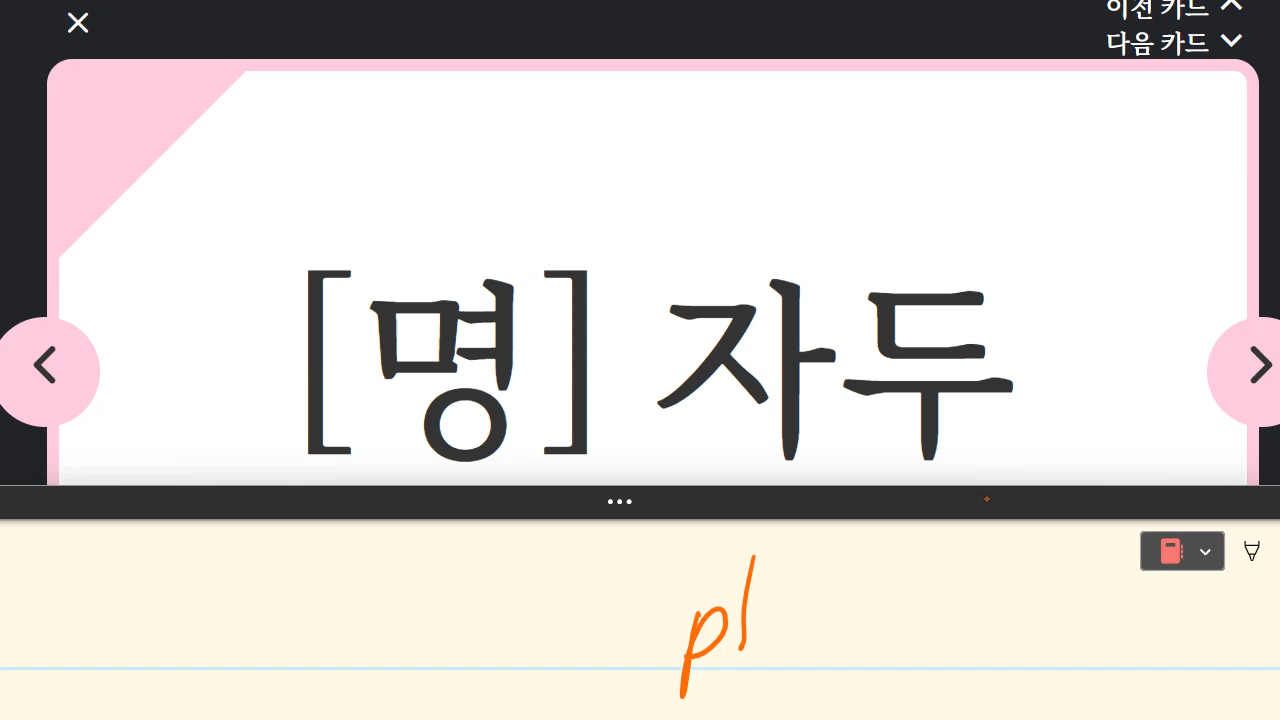 이전 카드
다음 카드
[명] 자두
pl